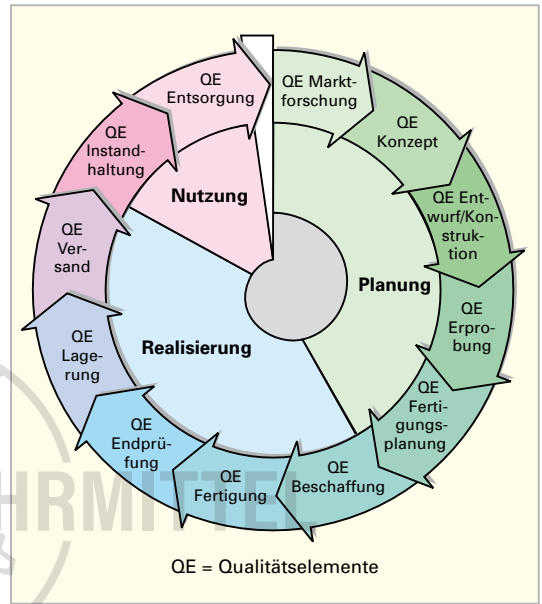 QE Markt-
forschung
QE
Konzept
QE Ent-
wurf/Kon-
struk-
tion
QE
Erpro-
bung
QE
Ferti-
gungs-
planung
QE
Beschaffung
QE
Fertigung
QE
Endprü-
fung
QE
Lage-
rung
QE
Ver-
sand
QE
Instand-
haltung
QE
Entsorgung
Nutzung
Planung
Realisierung
HRMITTEL
QE = Qualitätselemente